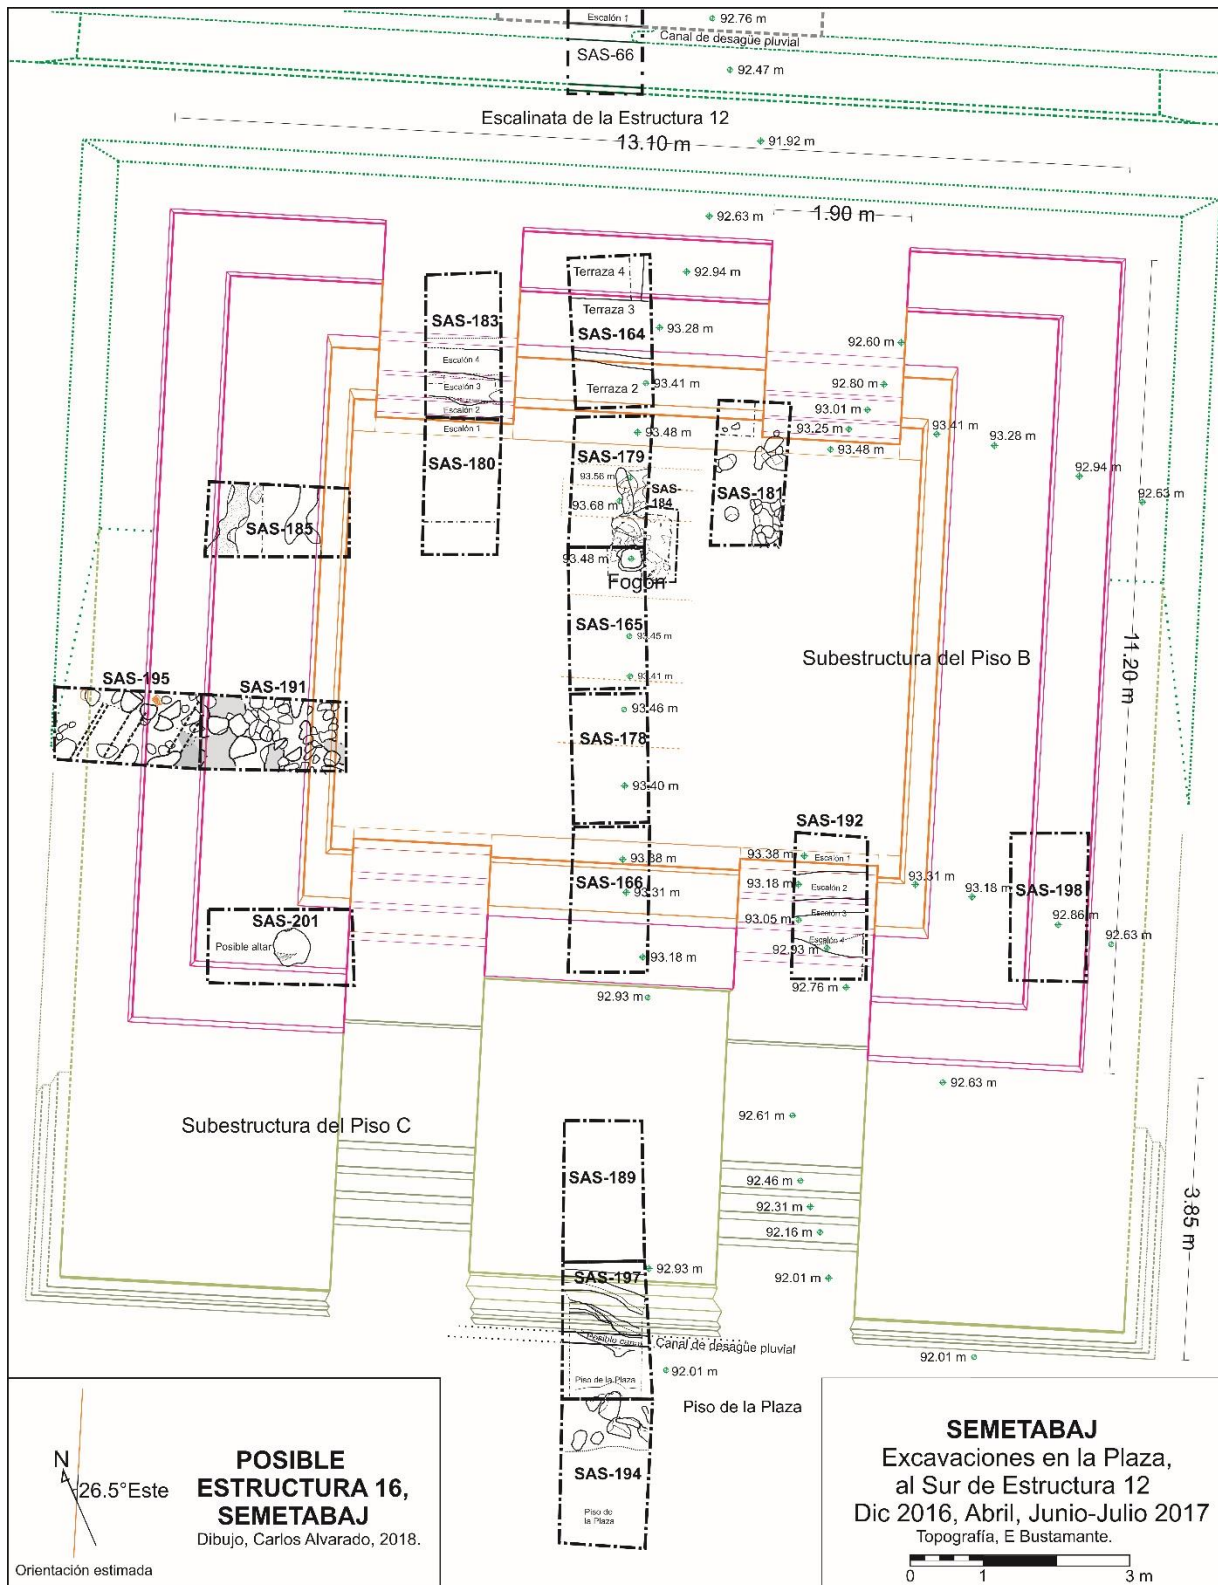 Escalón 1
92.76 m
Canal de desagüe pluvial
SAS-66
92.47 m
Escalinata de la Estructura 12
13.10 m
91.92 m
92.63 m
1.90 m
Terraza 4
92.94 m
Terraza 3
SAS-183
SAS-164
93.28 m
92.60 m
Escalón 4
Escalón 3
Terraza 2
93.41 m
92.80 m
Escalón 2
93.01 m
Escalón 1
93.48 m
93.25 m
93.41 m
93.48 m
93.28 m
SAS-180
SAS-179
92.94 m
93.56 m
SAS-
184
SAS-181
92.63 m
93.68 m
SAS-185
93.48 m
Fogón
SAS-165
93.45 m
Subestructura del Piso B
11.20 m
93.41 m
SAS-195
SAS-191
93.46 m
SAS-178
93.40 m
SAS-192
93.38 m
93.38 m
Escalón 1
SAS-166
93.31 m
93.18 m
Escalón 2
93.31 m
93.18 m
SAS-198
SAS-201
93.05 m
Escalón 3
92.86 m
Posible altar
92.93 m
Escalón 4
92.63 m
93.18 m
92.76 m
92.93 m
92.63 m
Subestructura del Piso C
92.61 m
SAS-189
92.46 m
92.31 m
3.85 m
92.16 m
SAS-197
92.93 m
92.01 m
Posible canal
Canal de desagüe pluvial
92.01 m
92.01 m
Piso de la Plaza
Piso de la Plaza
SAS-194
Piso de
la Plaza
N
26.5°Este
Orientación estimada
POSIBLE
ESTRUCTURA 16,
SEMETABAJ
Dibujo, Carlos Alvarado, 2018.
SEMETABAJ
Excavaciones en la Plaza,
al Sur de Estructura 12
Dic 2016, Abril, Junio-Julio 2017
Topografía, E Bustamante.
0 1 3 m